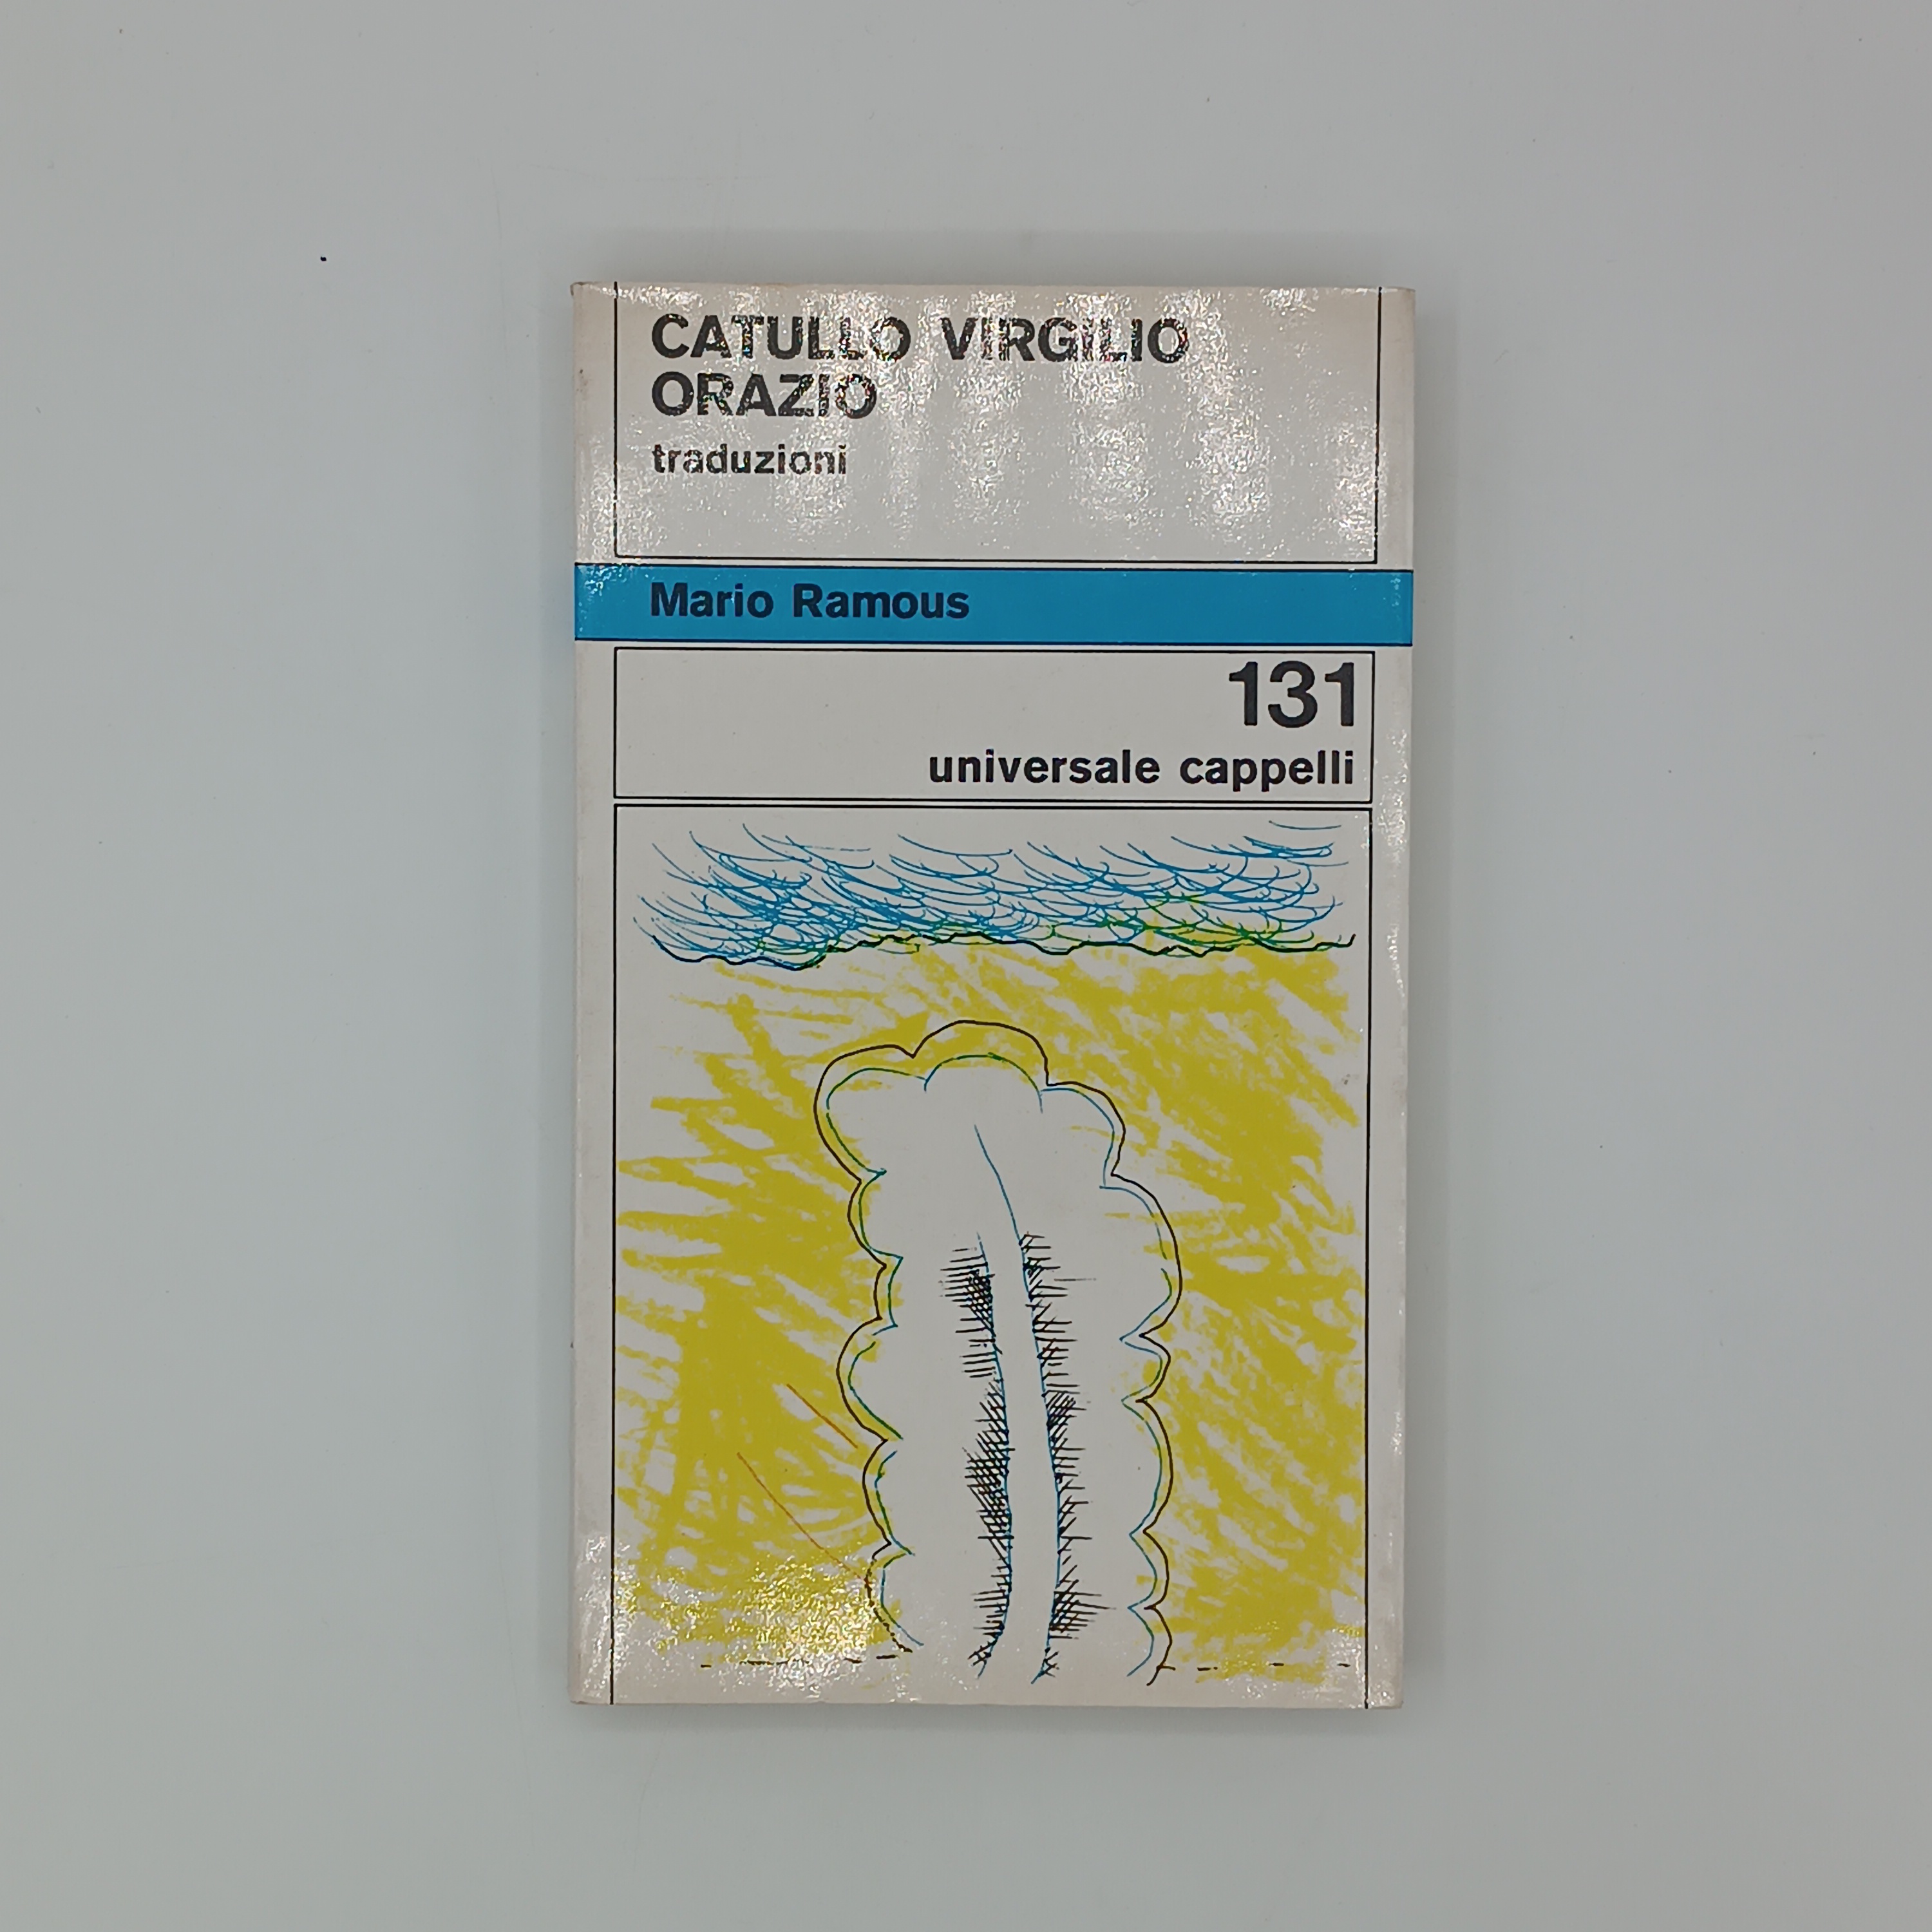 CATULLO VIRGILIO
ORAZIO
traduzioni
Mario Ramous
131
universale cappelli